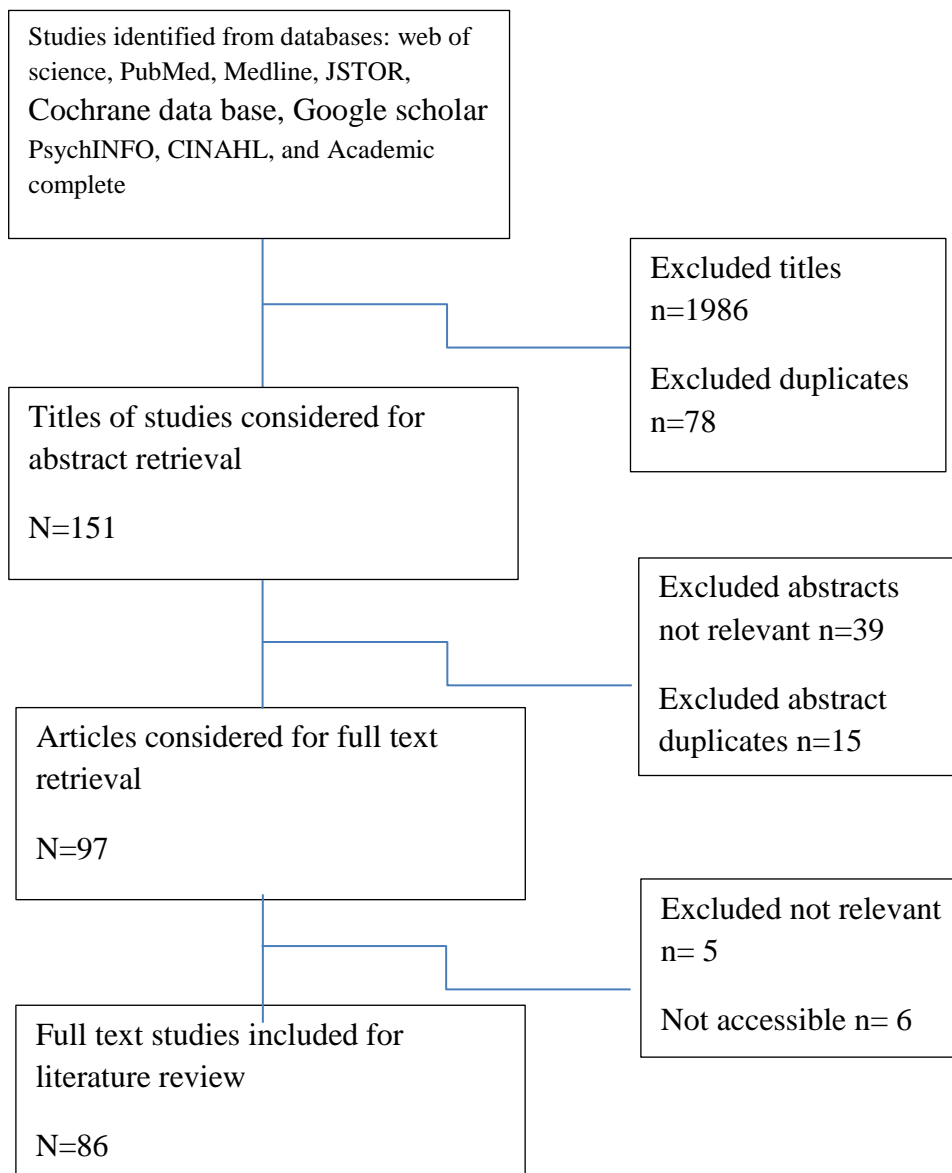 Studies identified from databases: web of
science, PubMed, Medline, JSTOR,
Cochrane data base, Google scholar
PsychINFO, CINAHL, and Academic
complete
Excluded titles
n=1986
Excluded duplicates
n=78
Titles of studies considered for
abstract retrieval
N=151
Excluded abstracts
not relevant n=39
Excluded abstract
duplicates n=15
Articles considered for full text
retrieval
N=97
Excluded not relevant
n= 5
Not accessible n= 6
Full text studies included for
literature review
N=86